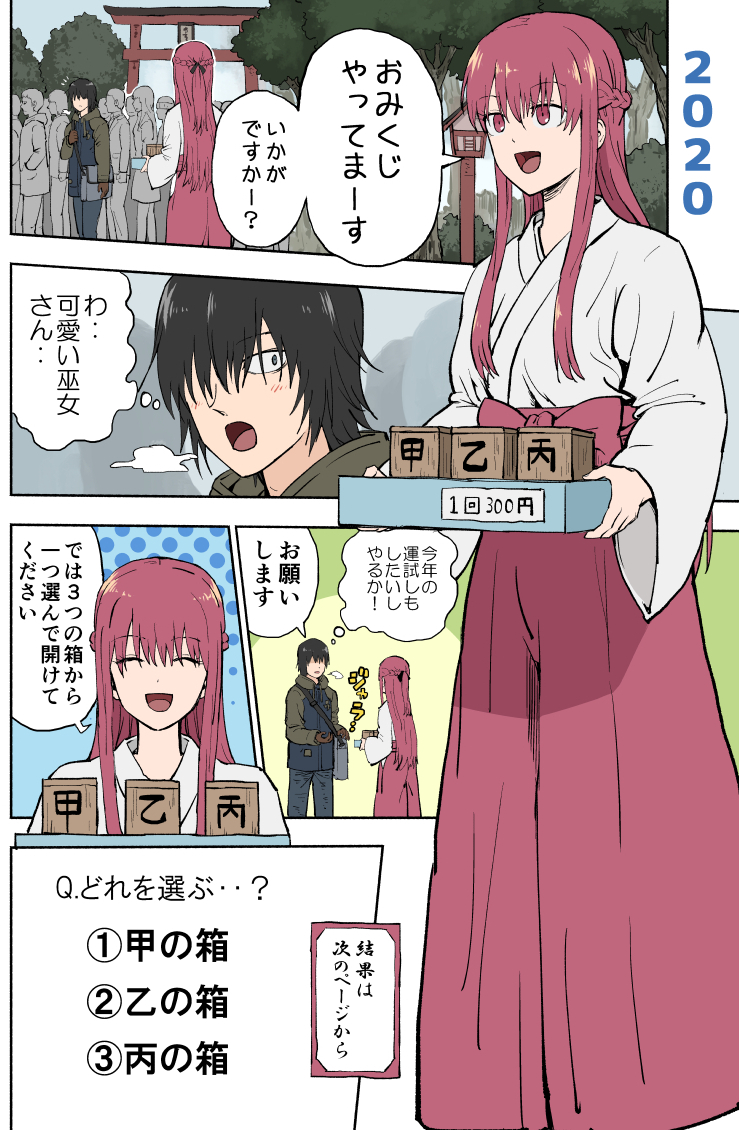 2020
おみくじ
やってまーす
いかが
ですかー?
わ‥
可愛い巫女
さん‥
甲 乙 丙
1回300円
今年の
運試しも
したいし
やるか!
お願い
します
ジャラ‥
では3つの箱から
一つ選んで開けて
ください
甲 乙 丙
Q.どれを選ぶ‥?
①甲の箱
②乙の箱
③丙の箱
結果は
次のページから